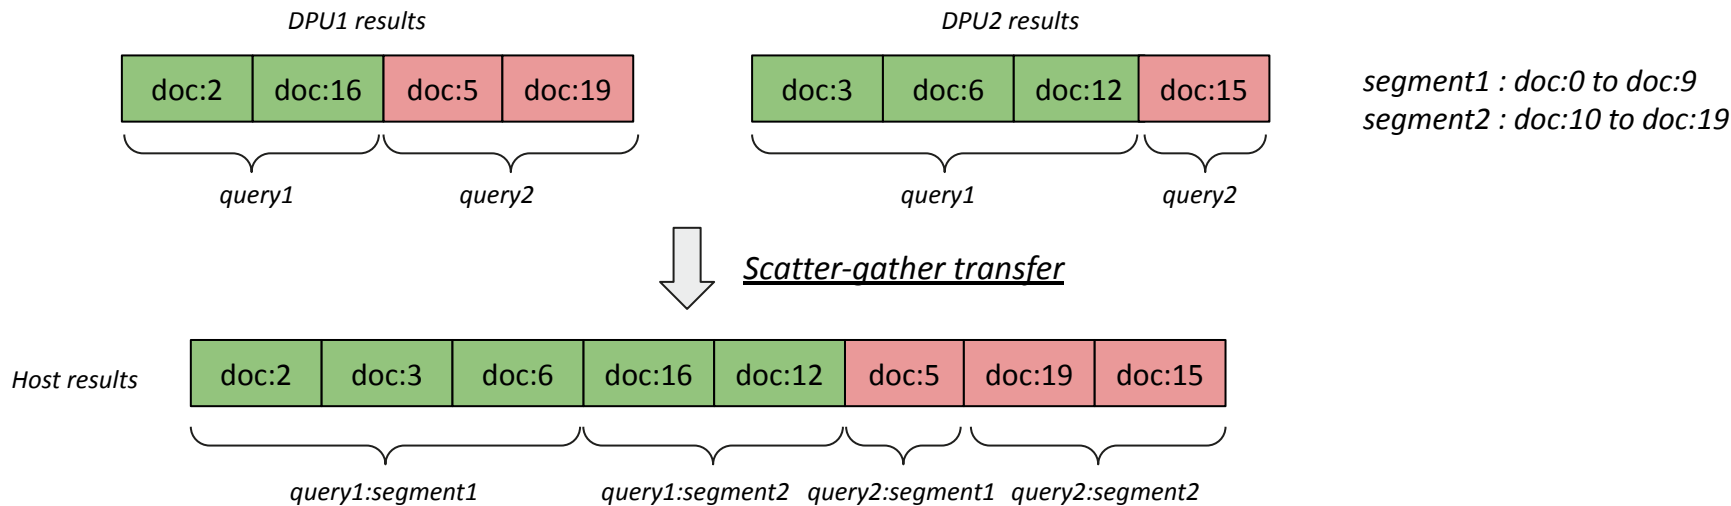 DPU1 results
DPU2 results
doc:2 doc:16 doc:5 doc:19
doc:3 doc:6 doc:12 doc:15
segment1 : doc:0 to doc:9
segment2 : doc:10 to doc:19
query1 query2
query1 query2
Scatter-gather transfer
Host results
doc:2 doc:3 doc:6 doc:16 doc:12 doc:5 doc:19 doc:15
query1:segment1 query1:segment2 query2:segment1 query2:segment2